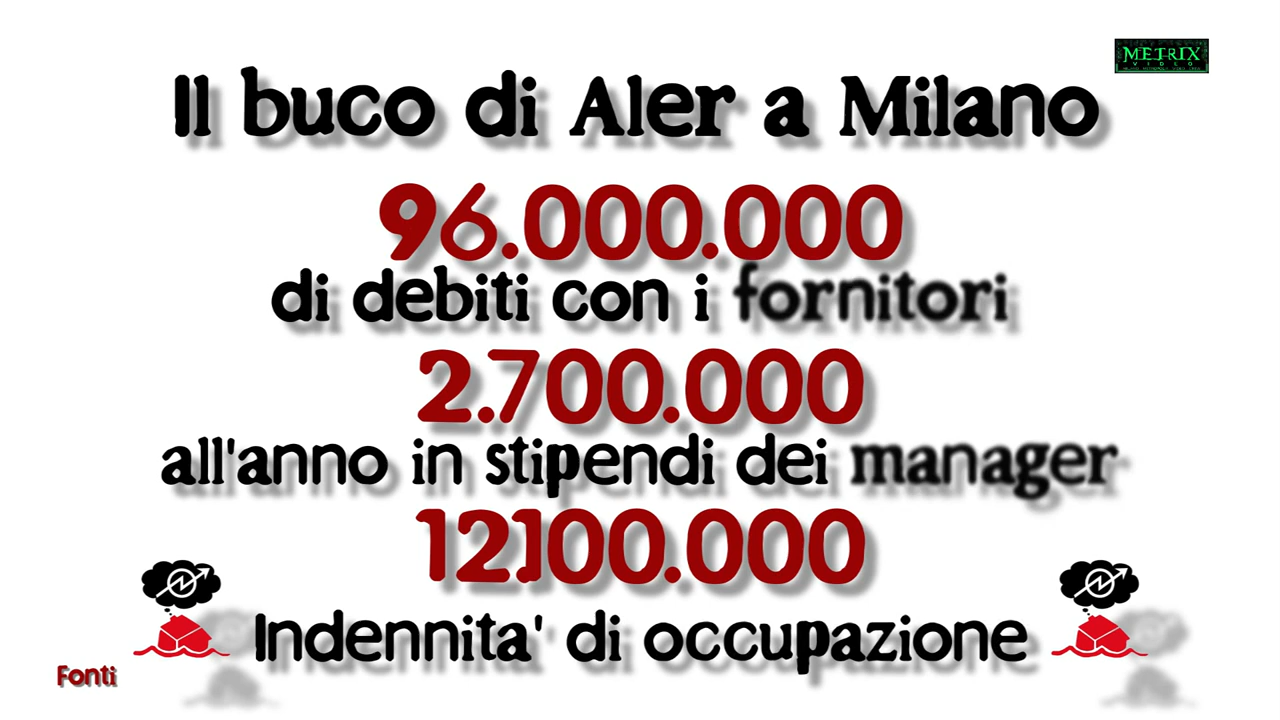 METRIX
VIDEO
Il buco di Aler a Milano
96.000.000
di debiti con i fornitori
2.700.000
all'anno in stipendi dei manager
12.100.000
Indennita' di occupazione
Fonti